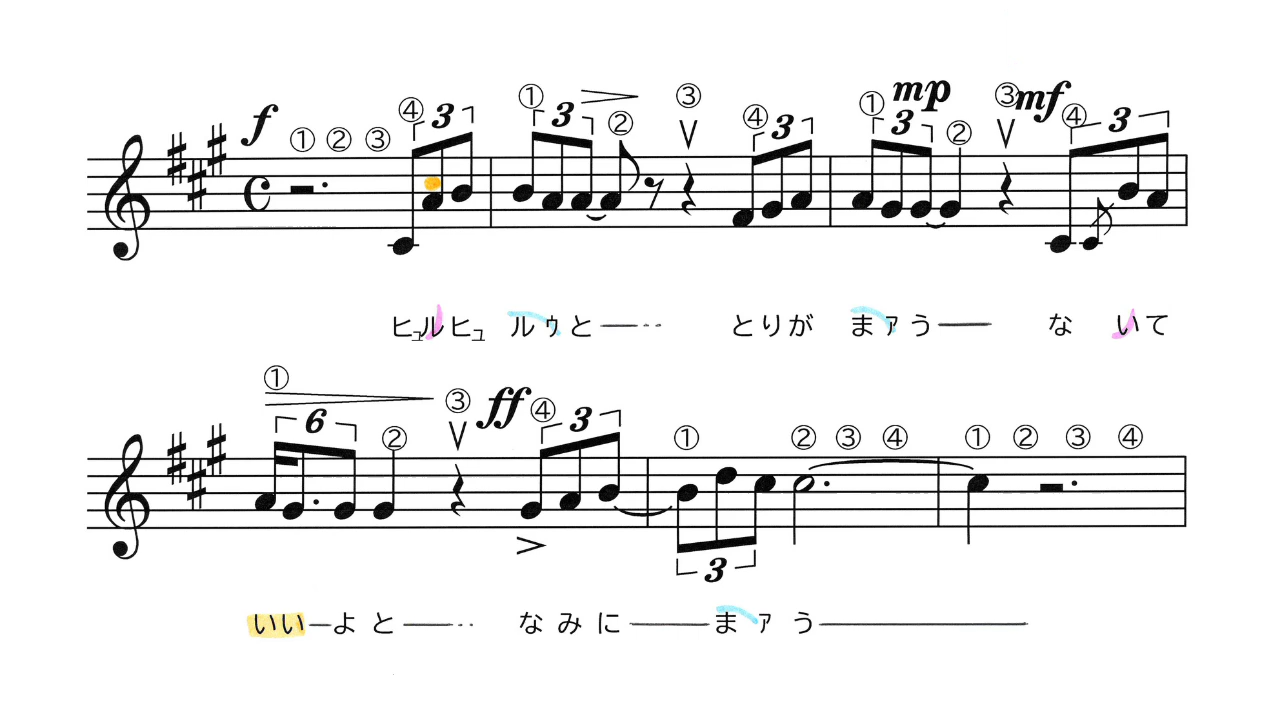 f ① ② ③ ④ 3 ① 3 ② ③ ④ 3 ① 3 mp ② ③ mf ④ 3
ヒュルヒュ ルゥと―‥ とりが まァう― な いて
① 6 ② ③ ff ④ 3 ① 3 ② ③ ④ ① ② ③ ④
いい―よと―‥ なみに―まァう―